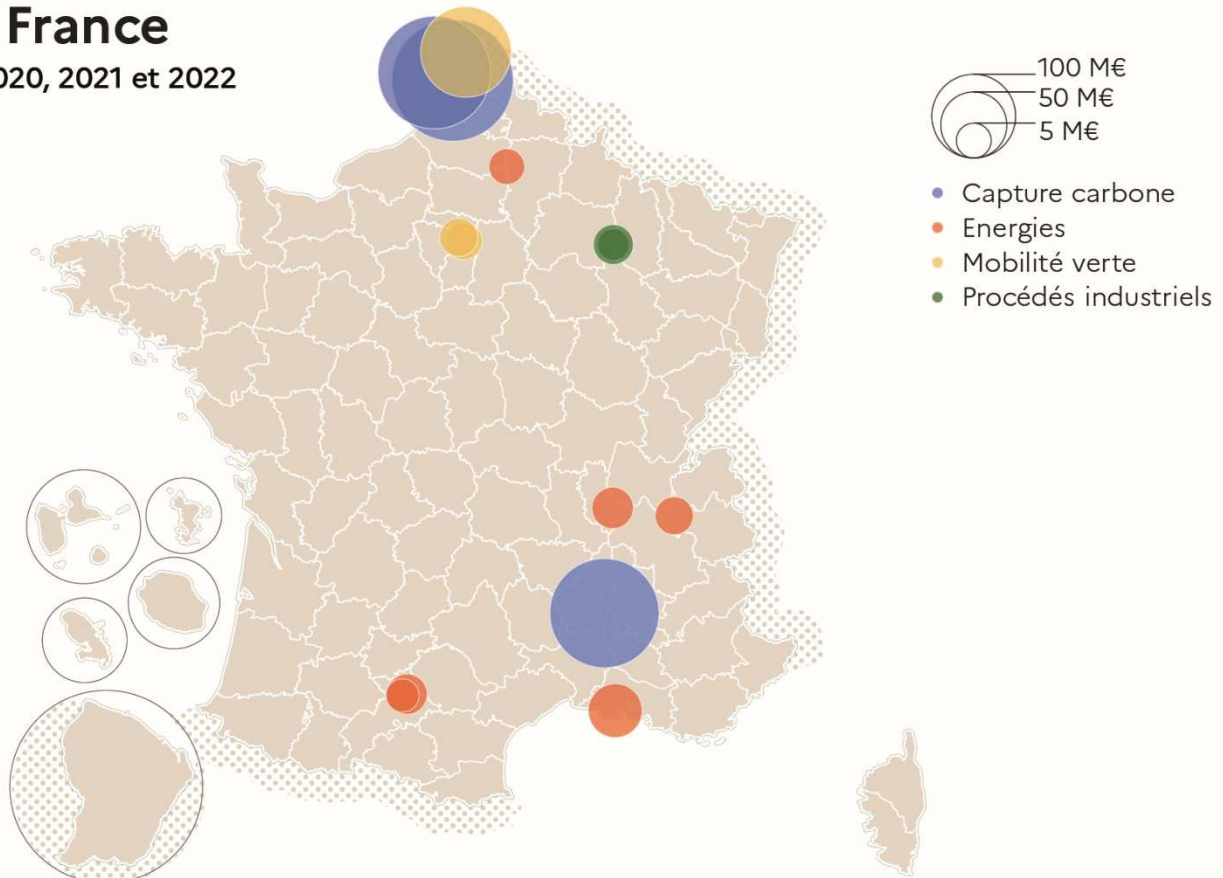 France
020, 2021 et 2022
100 M€
50 M€
5 M€
Capture carbone
Energies
Mobilité verte
Procédés industriels